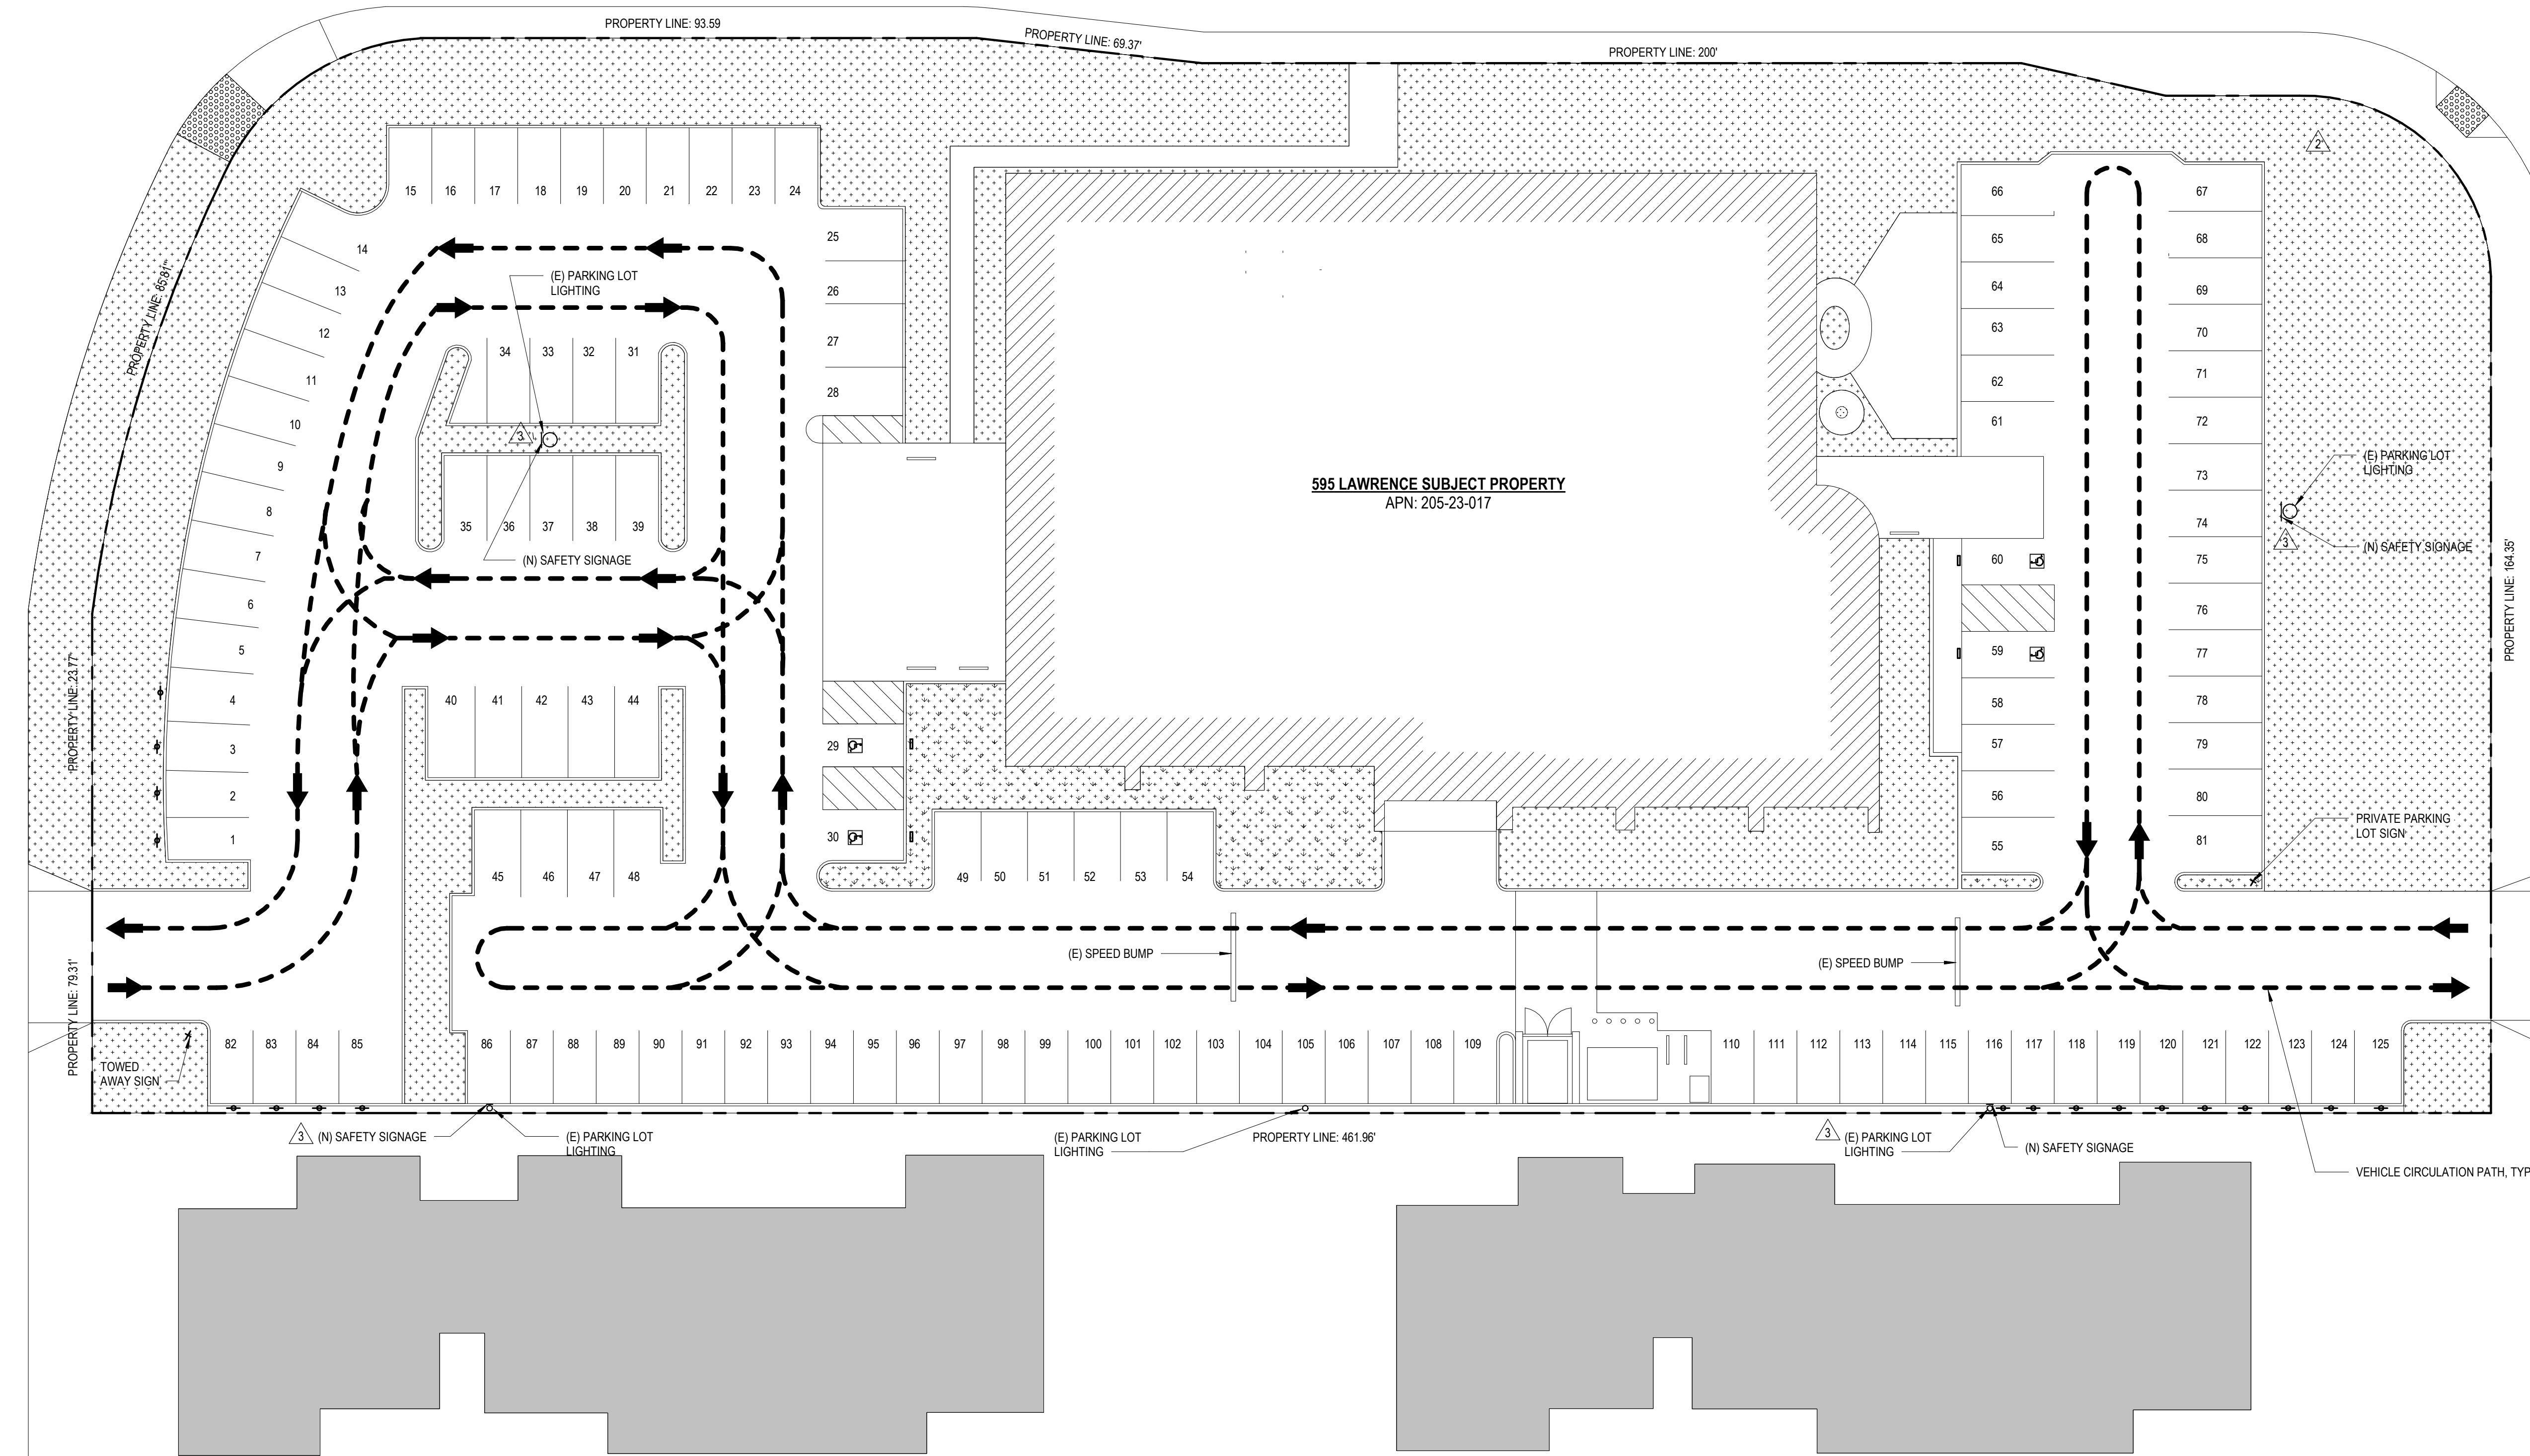 PROPERTY LINE: 93.59
PROPERTY LINE: 69.37'
PROPERTY LINE: 200'
2
15 16 17 18 19 20 21 22 23 24
66
67
65
68
64
69
63
70
62
71
61
72
73
74
60
75
76
59
77
58
78
57
79
56
80
55
81
25
26
27
28
14
13
12
11
10
9
8
7
6
5
4
3
2
1
PROPERTY LINE: 85.81"
(E) PARKING LOT
LIGHTING
34 33 32 31
3
35 36 37 38 39
(N) SAFETY SIGNAGE
595 LAWRENCE SUBJECT PROPERTY
APN: 205-23-017
(E) PARKING LOT
LIGHTING
3
(N) SAFETY SIGNAGE
PROPERTY LINE: 164.35'
PROPERTY LINE: 23.77'
40 41 42 43 44
29
30
45 46 47 48
49 50 51 52 53 54
PRIVATE PARKING
LOT SIGN
(E) SPEED BUMP
(E) SPEED BUMP
PROPERTY LINE: 79.31"
TOWED
AWAY SIGN
82 83 84 85
86 87 88 89 90 91 92 93 94 95 96 97 98 99 100 101 102 103 104 105 106 107 108 109
110 111 112 113 114 115 116 117 118 119 120 121 122 123 124 125
3 (N) SAFETY SIGNAGE
(E) PARKING LOT
LIGHTING
(E) PARKING LOT
LIGHTING
PROPERTY LINE: 461.96'
3 (E) PARKING LOT
LIGHTING
(N) SAFETY SIGNAGE
VEHICLE CIRCULATION PATH, TYP